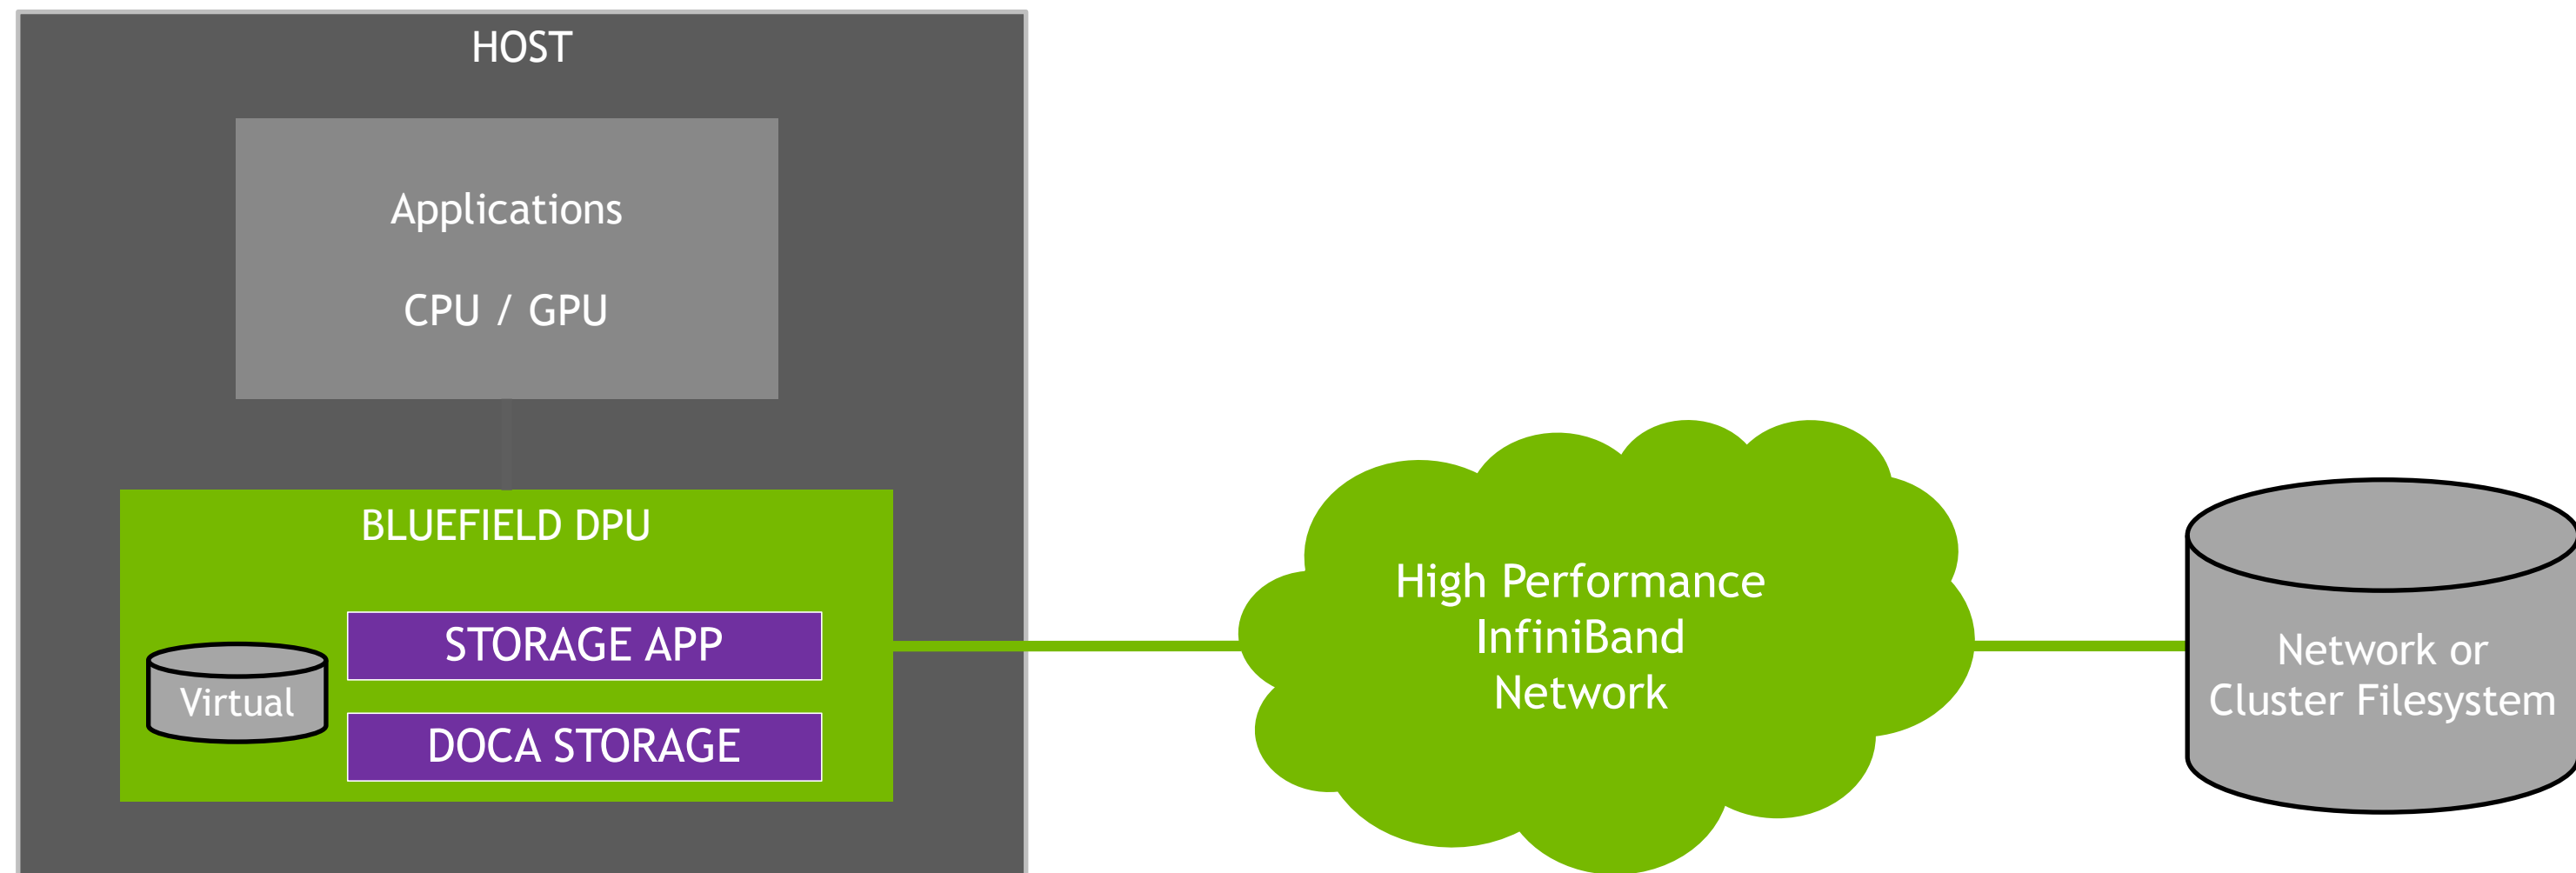 HOST
Applications
CPU / GPU
BLUEFIELD DPU
STORAGE APP
Virtual
DOCA STORAGE
High Performance
InfiniBand
Network
Network or
Cluster Filesystem